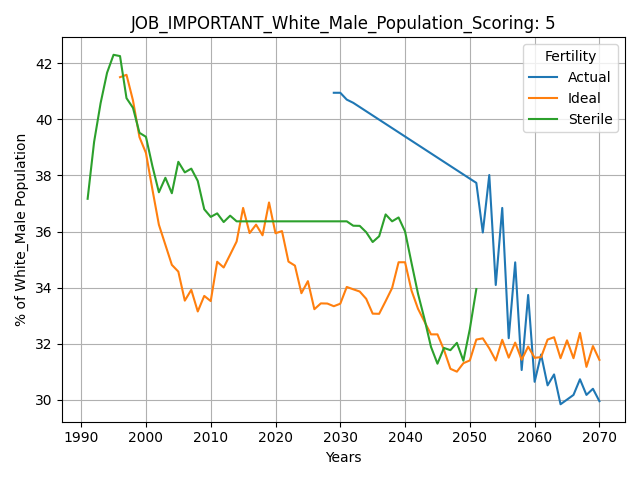 JOB_IMPORTANT_White_Male_Population_Scoring: 5
Fertility
Actual
Ideal
Sterile
% of White_Male Population
42
40
38
36
34
32
30
1990 2000 2010 2020 2030 2040 2050 2060 2070
Years